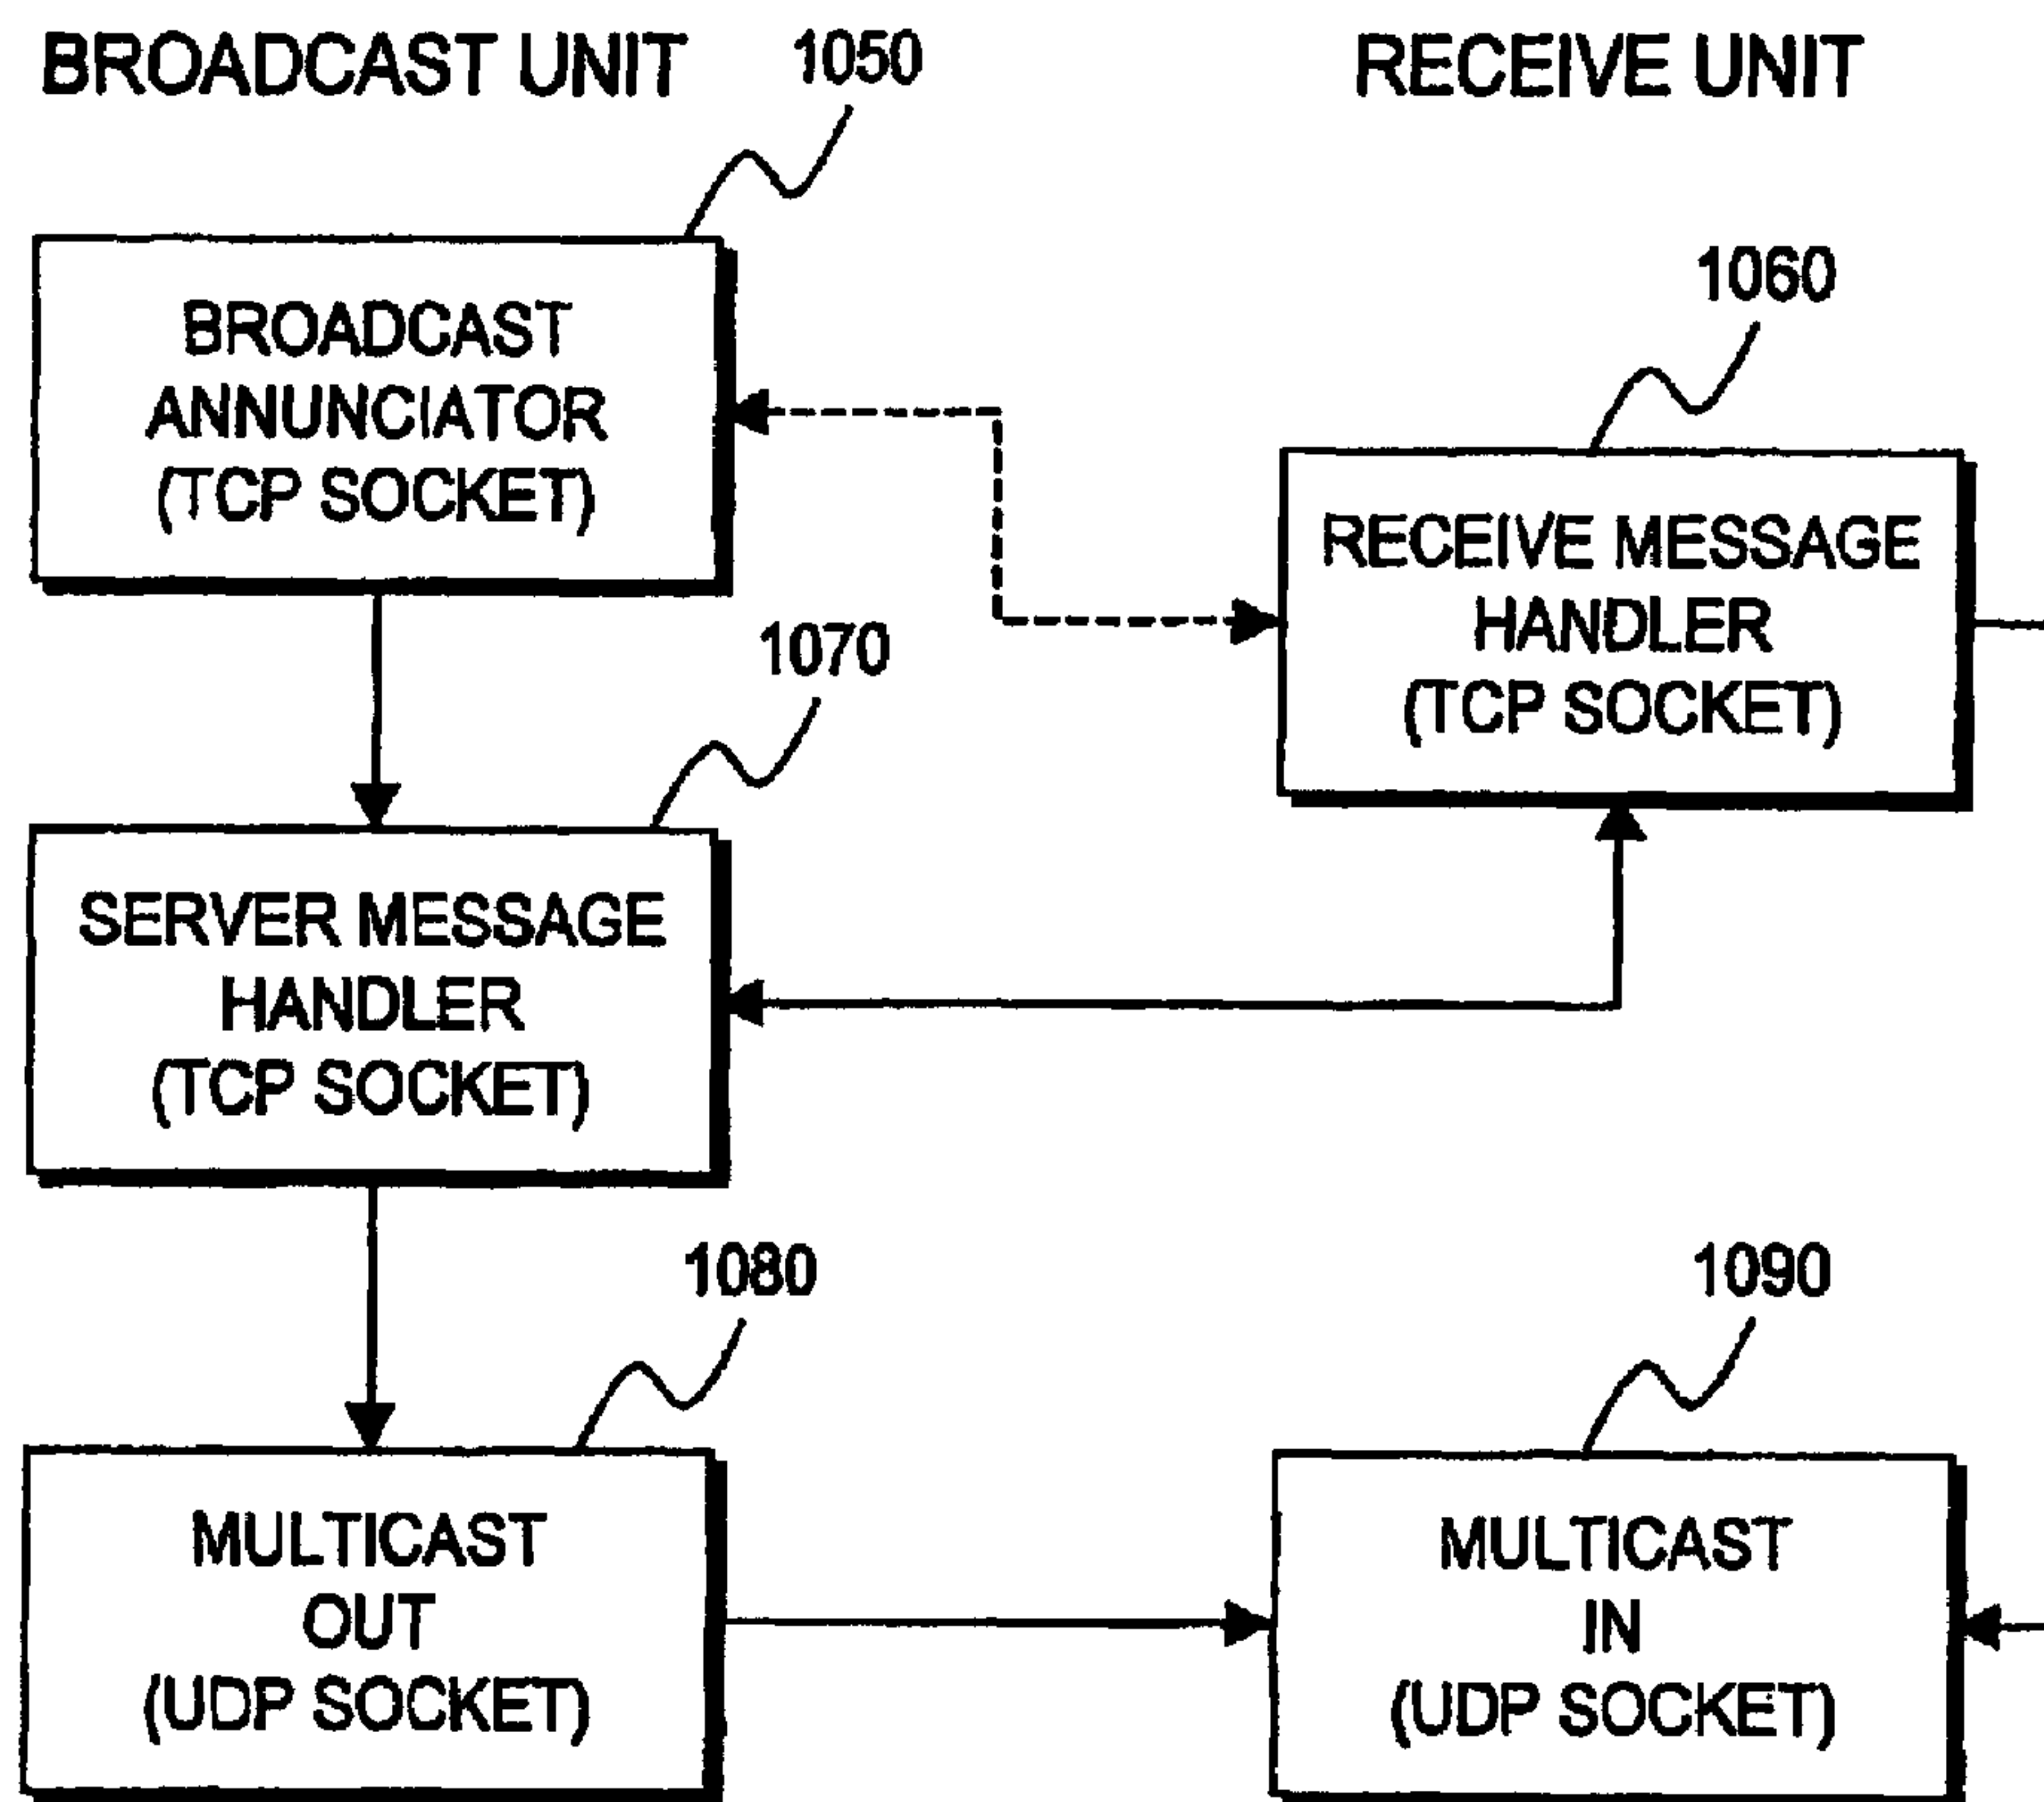 BROADCAST UNIT
1050
RECEIVE UNIT
BROADCAST
ANNUNCIATOR
(TCP SOCKET)
1060
RECEIVE MESSAGE
HANDLER
(TCP SOCKET)
1070
SERVER MESSAGE
HANDLER
(TCP SOCKET)
1080
MULTICAST
OUT
(UDP SOCKET)
1090
MULTICAST
IN
(UDP SOCKET)